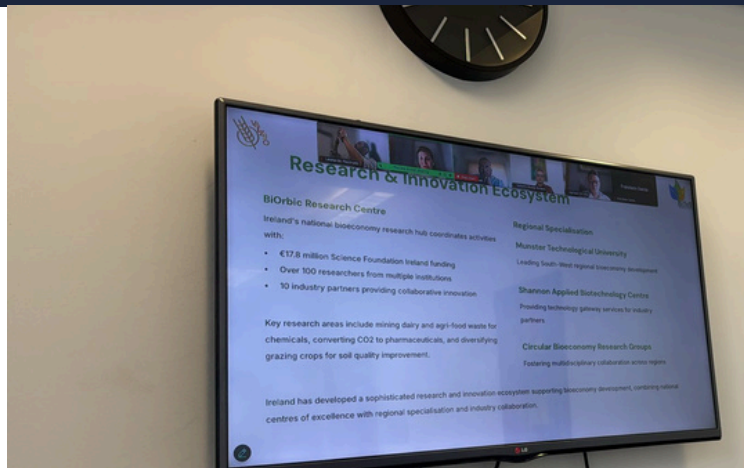 Research & Innovation Ecosystem
BiOrbic Research Centre
Ireland's national bioeconomy research hub coordinates activities
with:
• €17.8 million Science Foundation Ireland funding
• Over 100 researchers from multiple institutions
• 10 industry partners providing collaborative innovation
Key research areas include mining dairy and agri-food waste for
chemicals, converting CO2 to pharmaceuticals, and diversifying
grazing crops for soil quality improvement.
Regional Specialisation
Munster Technological University
Leading South-West regional bioeconomy development
Shannon Applied Biotechnology Centre
Providing technology gateway services for industry
partners
Circular Bioeconomy Research Groups
Fostering multidisciplinary collaboration across regions
Ireland has developed a sophisticated research and innovation ecosystem supporting bioeconomy development, combining national
centres of excellence with regional specialisation and industry collaboration.
LG